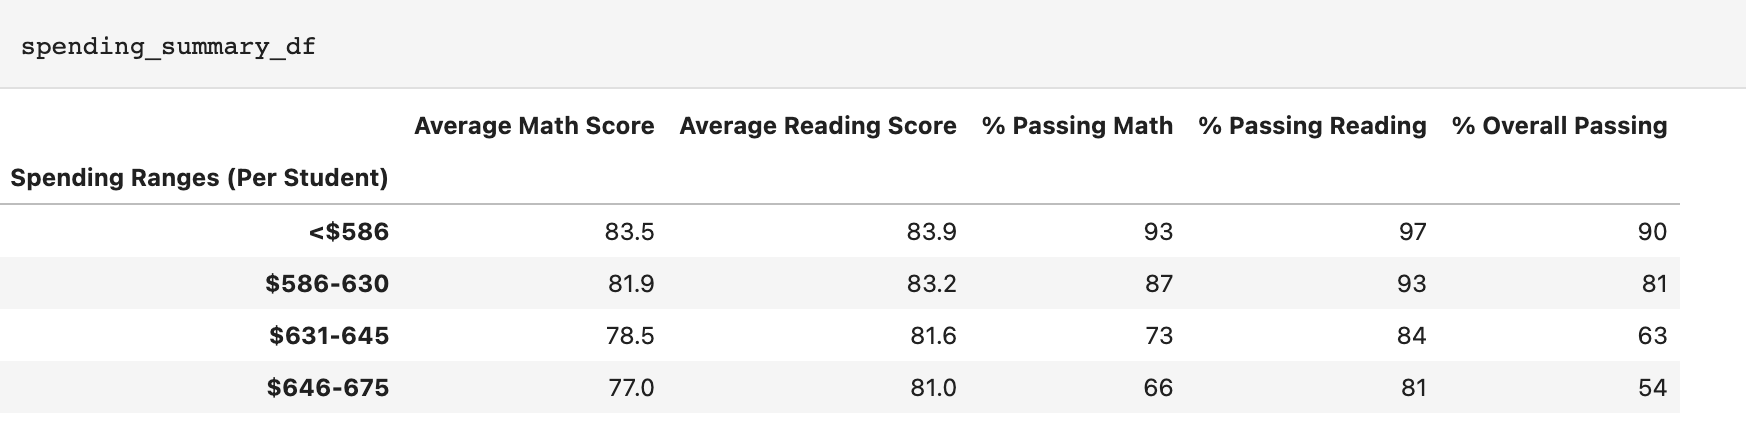 spending_summary_df
Average Math Score Average Reading Score % Passing Math % Passing Reading % Overall Passing
Spending Ranges (Per Student)
<$586 83.5 83.9 93 97 90
$586-630 81.9 83.2 87 93 81
$631-645 78.5 81.6 73 84 63
$646-675 77.0 81.0 66 81 54